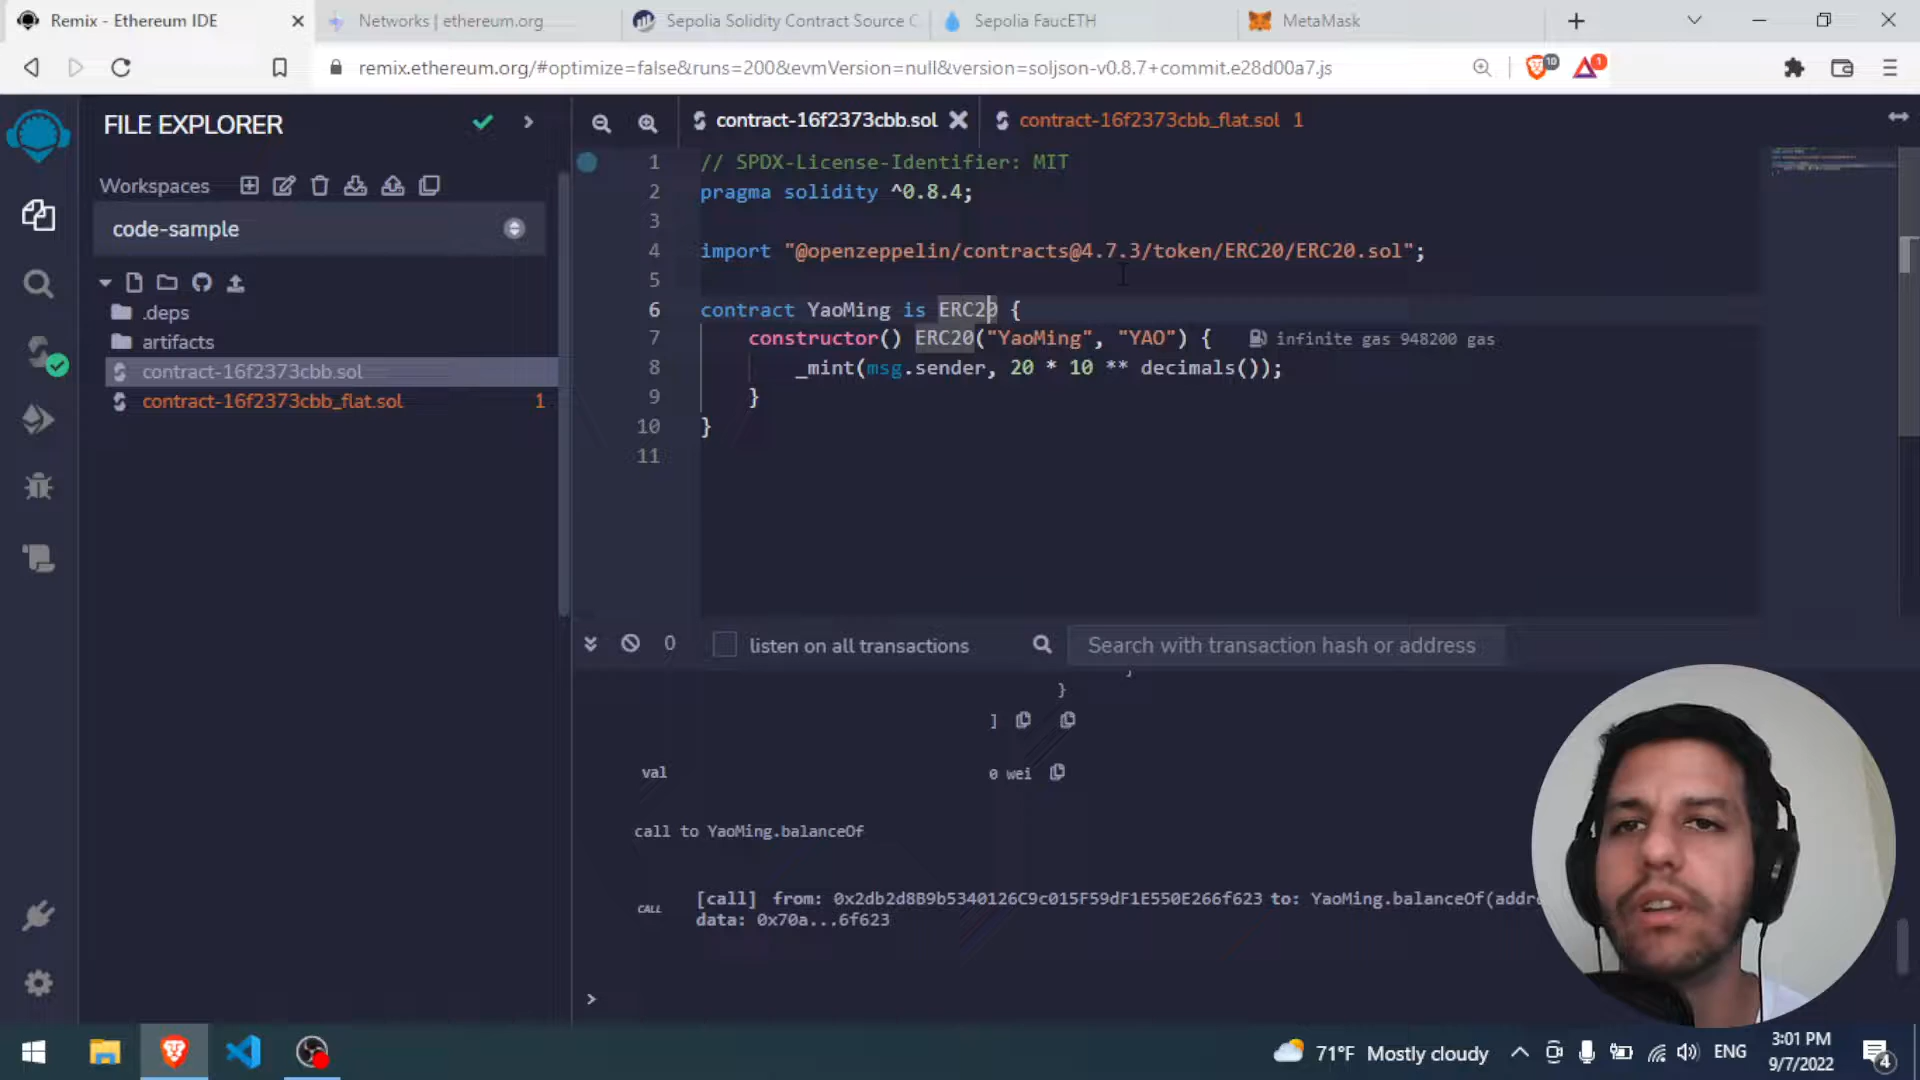 Remix - Ethereum IDE
Networks | ethereum.org
Sepolia Solidity Contract Source C
Sepolia FaucETH
MetaMask
remix.ethereum.org/#optimize=false&runs=200&evmVersion=null&version=soljson-v0.8.7+commit.e28d00a7.js
10
1
FILE EXPLORER
contract-16f2373cbb.sol
contract-16f2373cbb_flat.sol 1
Workspaces
code-sample
.deps
artifacts
contract-16f2373cbb.sol
contract-16f2373cbb_flat.sol 1
1 // SPDX-License-Identifier: MIT
2 pragma solidity ^0.8.4;
3
4 import "@openzeppelin/contracts@4.7.3/token/ERC20/ERC20.sol";
5
6 contract YaoMing is ERC20 {
7 constructor() ERC20("YaoMing", "YAO") { infinite gas 948200 gas
8 _mint(msg.sender, 20 * 10 ** decimals());
9 }
10 }
11
0 listen on all transactions Search with transaction hash or address
}
]
val 0 wei
call to YaoMing.balanceOf
CALL [call] from: 0x2db2d8B9b5340126C9c015F59dF1E550E266f623 to: YaoMing.balanceOf(addre
data: 0x70a...6f623
>
71°F Mostly cloudy
ENG
3:01 PM
9/7/2022
4